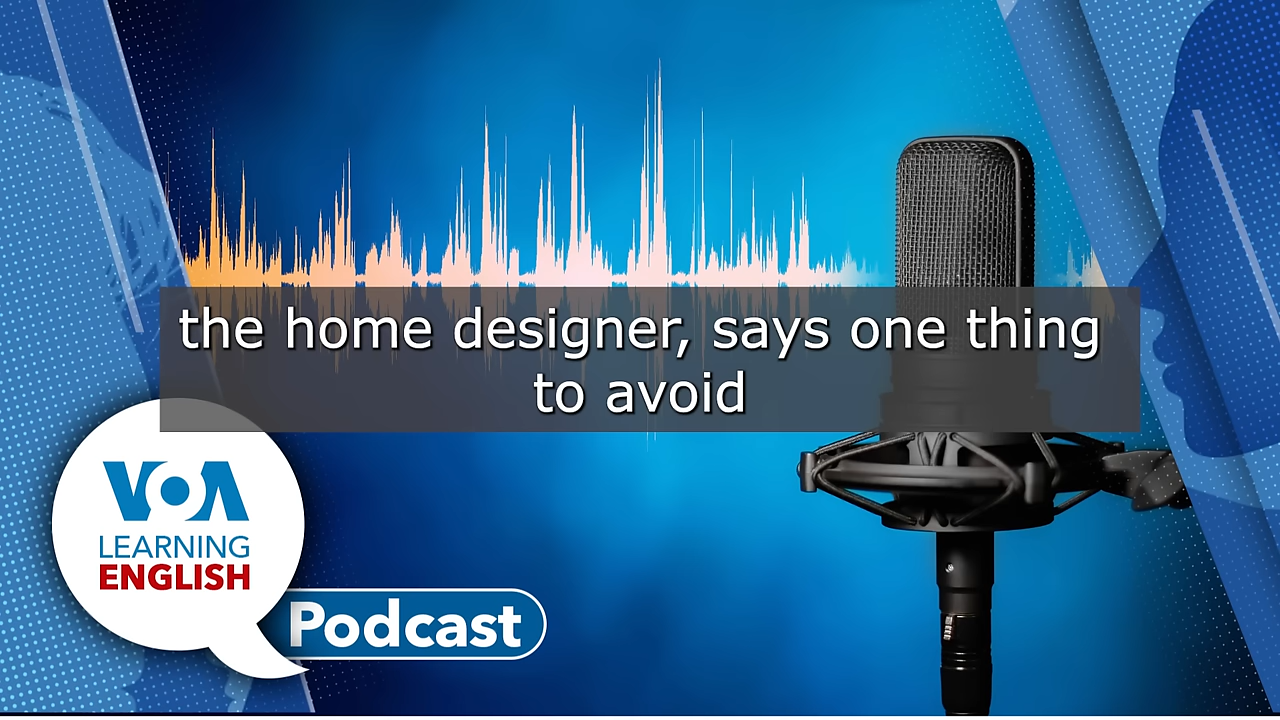 the home designer, says one thing
to avoid
VOA
LEARNING
ENGLISH
Podcast